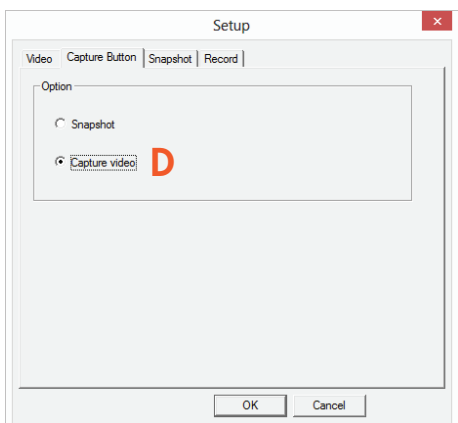 Setup
Video Capture Button Snapshot Record
Option
Snapshot
Capture video D
OK Cancel